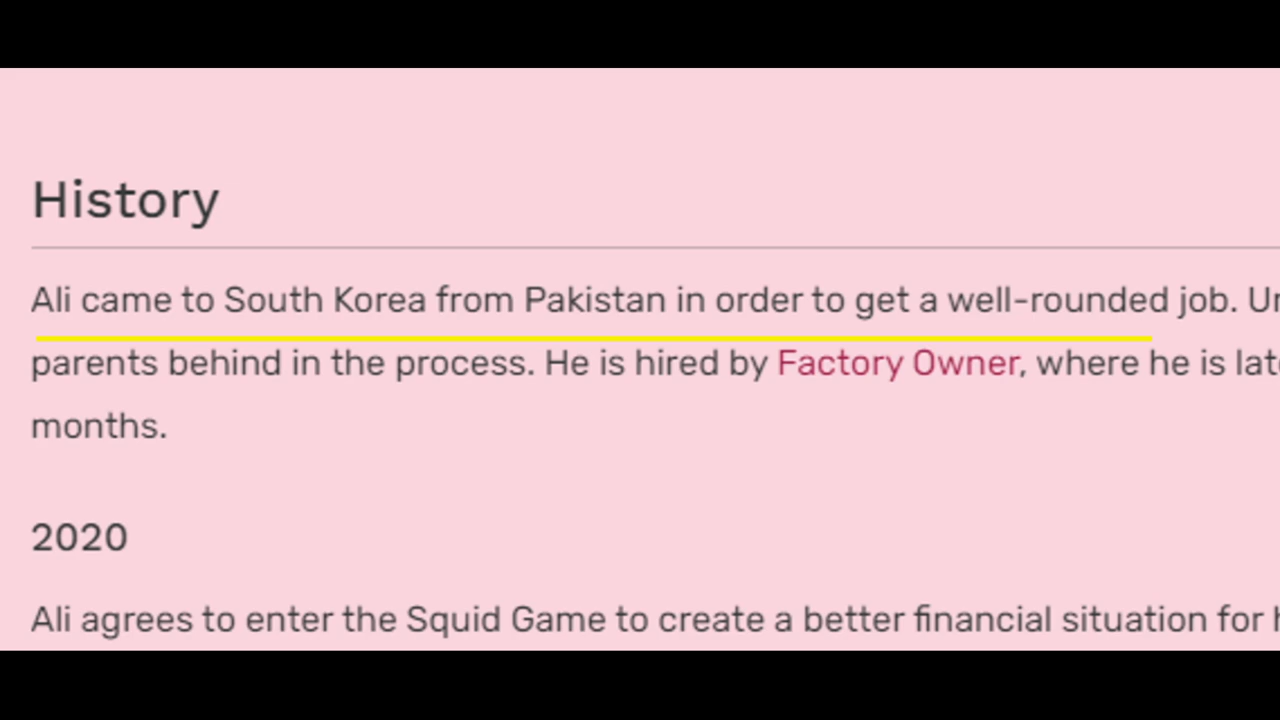 History
Ali came to South Korea from Pakistan in order to get a well-rounded job.
parents behind in the process. He is hired by Factory Owner, where he is
months.
2020
Ali agrees to enter the Squid Game to create a better financial situation for